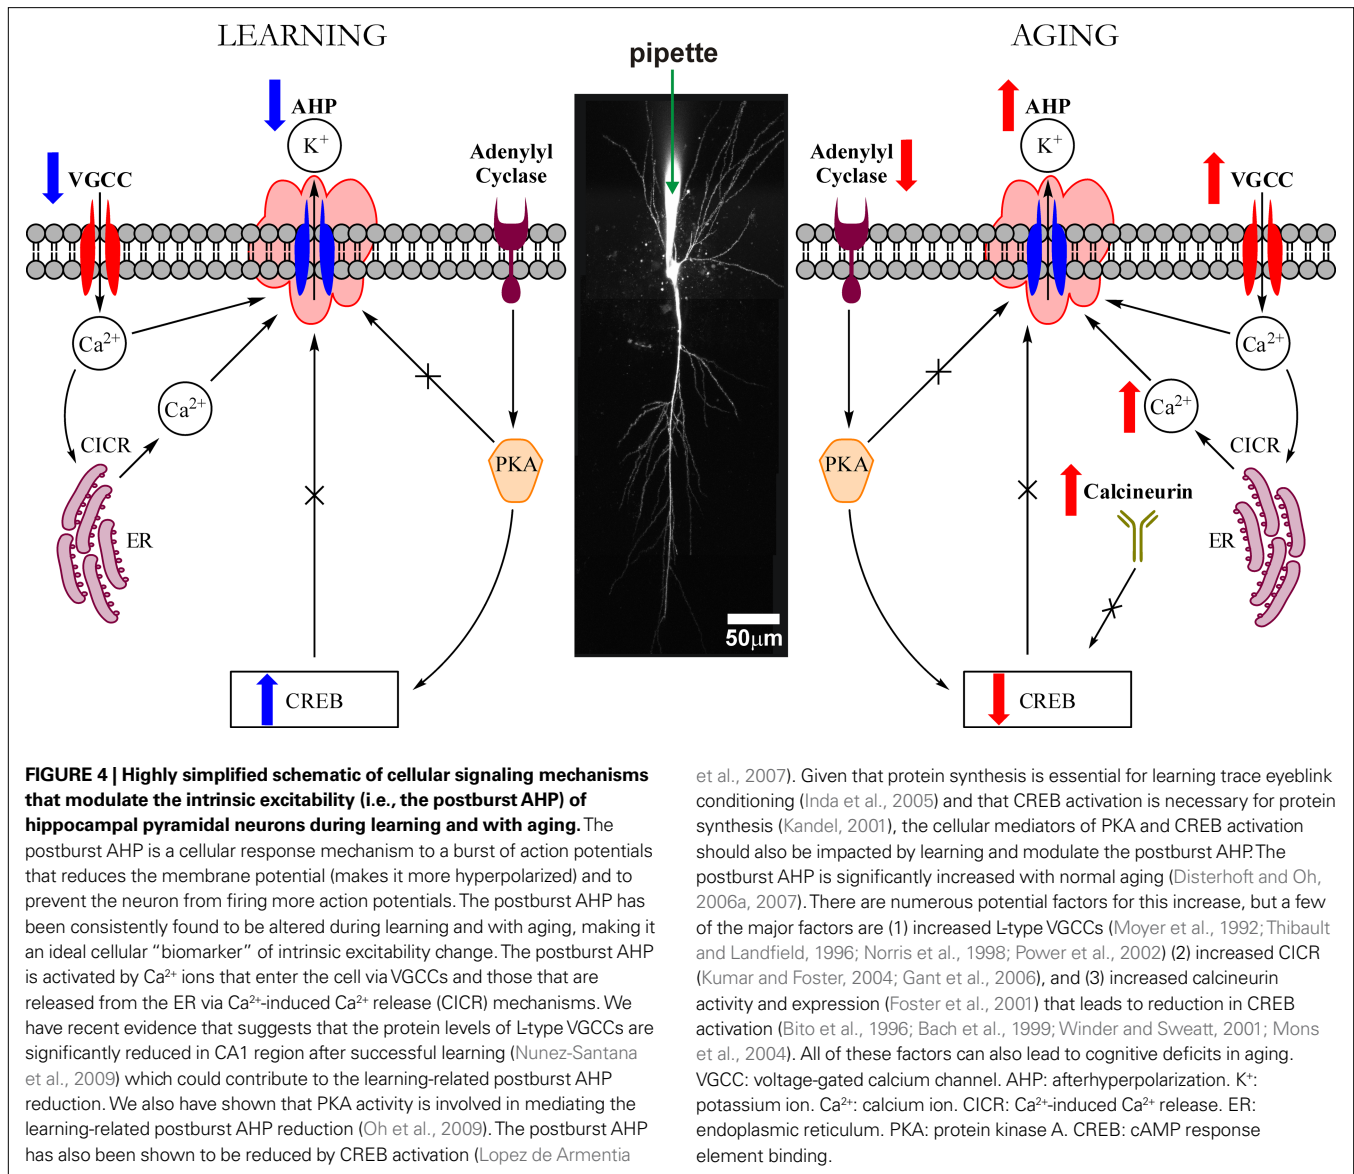 LEARNING
AHP
K⁺
VGCC
Adenylyl
Cyclase
Ca²⁺
Ca²⁺
CICR
ER
PKA
CREB
pipette
50µm
AGING
AHP
K⁺
Adenylyl
Cyclase
VGCC
Ca²⁺
Ca²⁺
CICR
PKA
Calcineurin
ER
CREB
FIGURE 4 | Highly simplified schematic of cellular signaling mechanisms
that modulate the intrinsic excitability (i.e., the postburst AHP) of
hippocampal pyramidal neurons during learning and with aging. The
postburst AHP is a cellular response mechanism to a burst of action potentials
that reduces the membrane potential (makes it more hyperpolarized) and to
prevent the neuron from firing more action potentials. The postburst AHP has
been consistently found to be altered during learning and with aging, making it
an ideal cellular “biomarker” of intrinsic excitability change. The postburst AHP
is activated by Ca²⁺ ions that enter the cell via VGCCs and those that are
released from the ER via Ca²⁺-induced Ca²⁺ release (CICR) mechanisms. We
have recent evidence that suggests that the protein levels of L-type VGCCs are
significantly reduced in CA1 region after successful learning (Nunez-Santana
et al., 2009) which could contribute to the learning-related postburst AHP
reduction. We also have shown that PKA activity is involved in mediating the
learning-related postburst AHP reduction (Oh et al., 2009). The postburst AHP
has also been shown to be reduced by CREB activation (Lopez de Armentia
et al., 2007). Given that protein synthesis is essential for learning trace eyeblink
conditioning (Inda et al., 2005) and that CREB activation is necessary for protein
synthesis (Kandel, 2001), the cellular mediators of PKA and CREB activation
should also be impacted by learning and modulate the postburst AHP. The
postburst AHP is significantly increased with normal aging (Disterhoft and Oh,
2006a, 2007). There are numerous potential factors for this increase, but a few
of the major factors are (1) increased L-type VGCCs (Moyer et al., 1992; Thibault
and Landfield, 1996; Norris et al., 1998; Power et al., 2002) (2) increased CICR
(Kumar and Foster, 2004; Gant et al., 2006), and (3) increased calcineurin
activity and expression (Foster et al., 2001) that leads to reduction in CREB
activation (Bito et al., 1996; Bach et al., 1999; Winder and Sweatt, 2001; Mons
et al., 2004). All of these factors can also lead to cognitive deficits in aging.
VGCC: voltage-gated calcium channel. AHP: afterhyperpolarization. K⁺:
potassium ion. Ca²⁺: calcium ion. CICR: Ca²⁺-induced Ca²⁺ release. ER:
endoplasmic reticulum. PKA: protein kinase A. CREB: cAMP response
element binding.